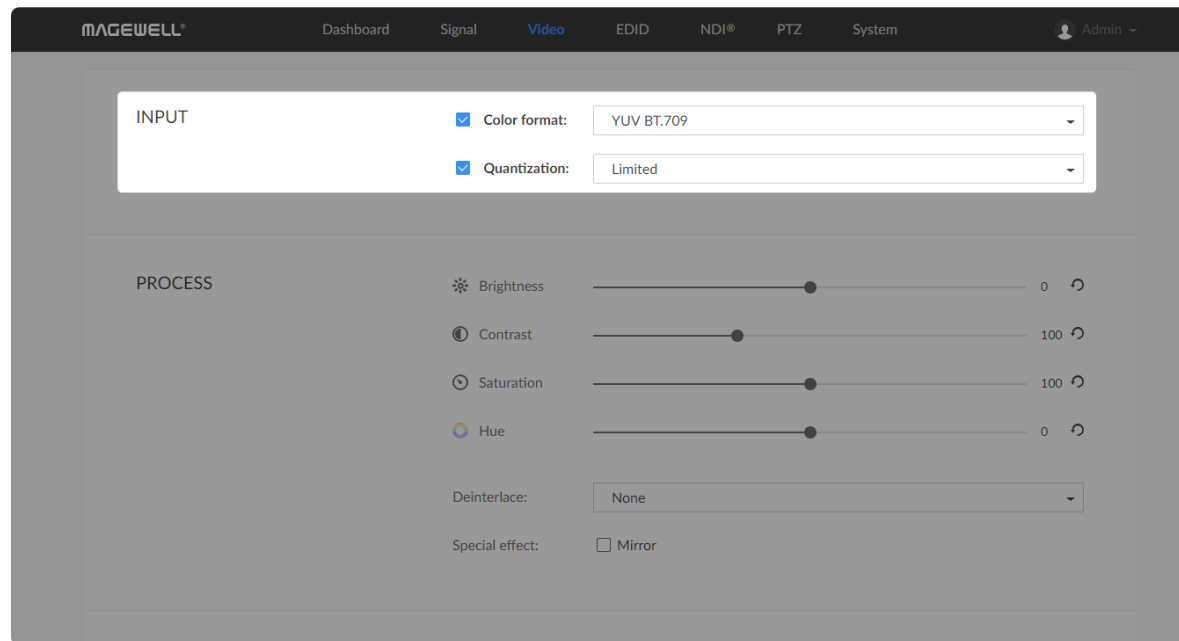 MAGEWELL® Dashboard Signal Video EDID NDI® PTZ System Admin
INPUT Color format: YUV BT.709
Quantization: Limited
PROCESS Brightness 0
Contrast 100
Saturation 100
Hue 0
Deinterlace: None
Special effect: Mirror